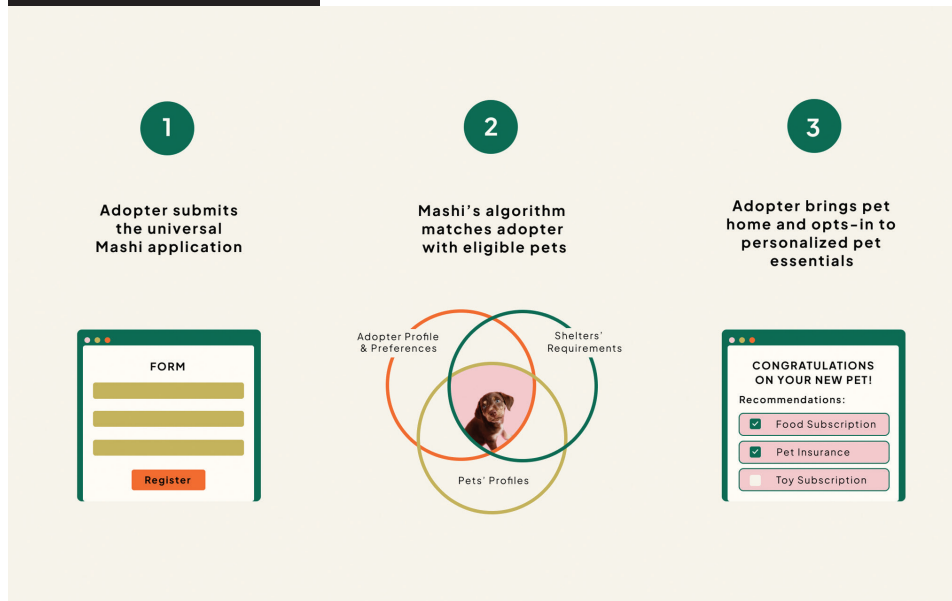 1
Adopter submits
the universal
Mashi application
FORM
Register
2
Mashi's algorithm
matches adopter
with eligible pets
Adopter Profile
& Preferences
Shelters'
Requirements
Pets' Profiles
3
Adopter brings pet
home and opts-in to
personalized pet
essentials
CONGRATULATIONS
ON YOUR NEW PET!
Recommendations:
Food Subscription
Pet Insurance
Toy Subscription